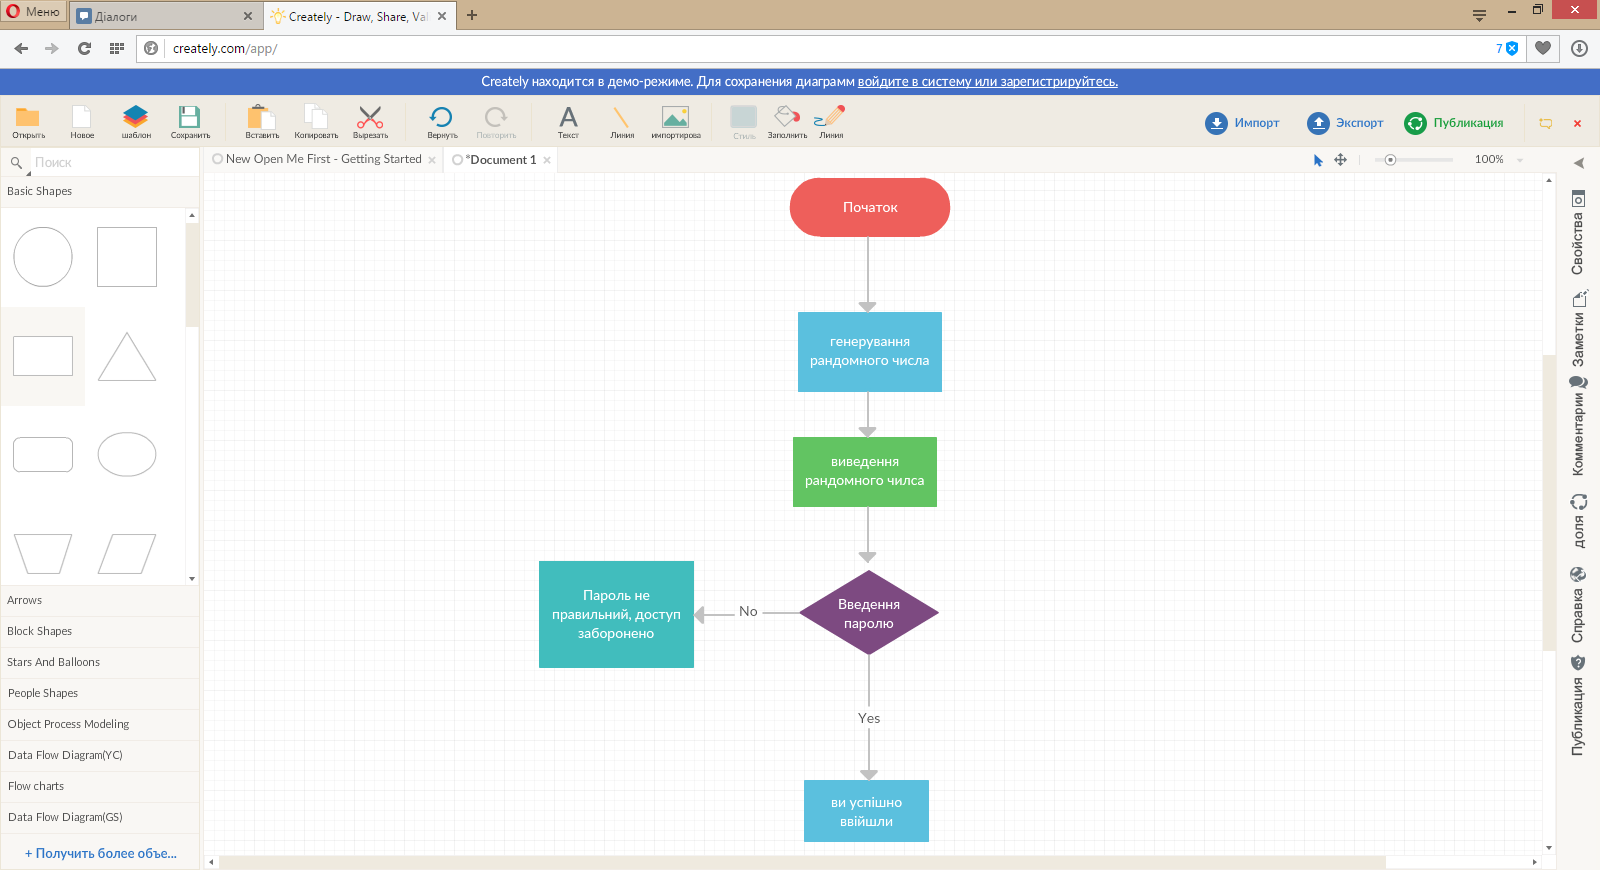 Меню
Діалоги
Creately - Draw, Share, Val
creately.com/app/
7
Creately находится в демо-режиме. Для сохранения диаграмм войдите в систему или зарегистрируйтесь.
Открыть
Новое
шаблон
Сохранить
Вставить
Копировать
Вырезать
Вернуть
Повторить
Текст
Линия
импортирова
Стиль
Заполнить
Линия
Импорт
Экспорт
Публикация
Поиск
New Open Me First - Getting Started
*Document 1
100%
Basic Shapes
Arrows
Block Shapes
Stars And Balloons
People Shapes
Object Process Modeling
Data Flow Diagram(YC)
Flow charts
Data Flow Diagram(GS)
+ Получить более объе...
Початок
генерування
рандомного числа
виведення
рандомного чилса
Введення
паролю
No
Пароль не
правильний, доступ
заборонено
Yes
ви успішно
ввійшли
Свойства
Заметки
Комментарии
доля
Справка
Публикация